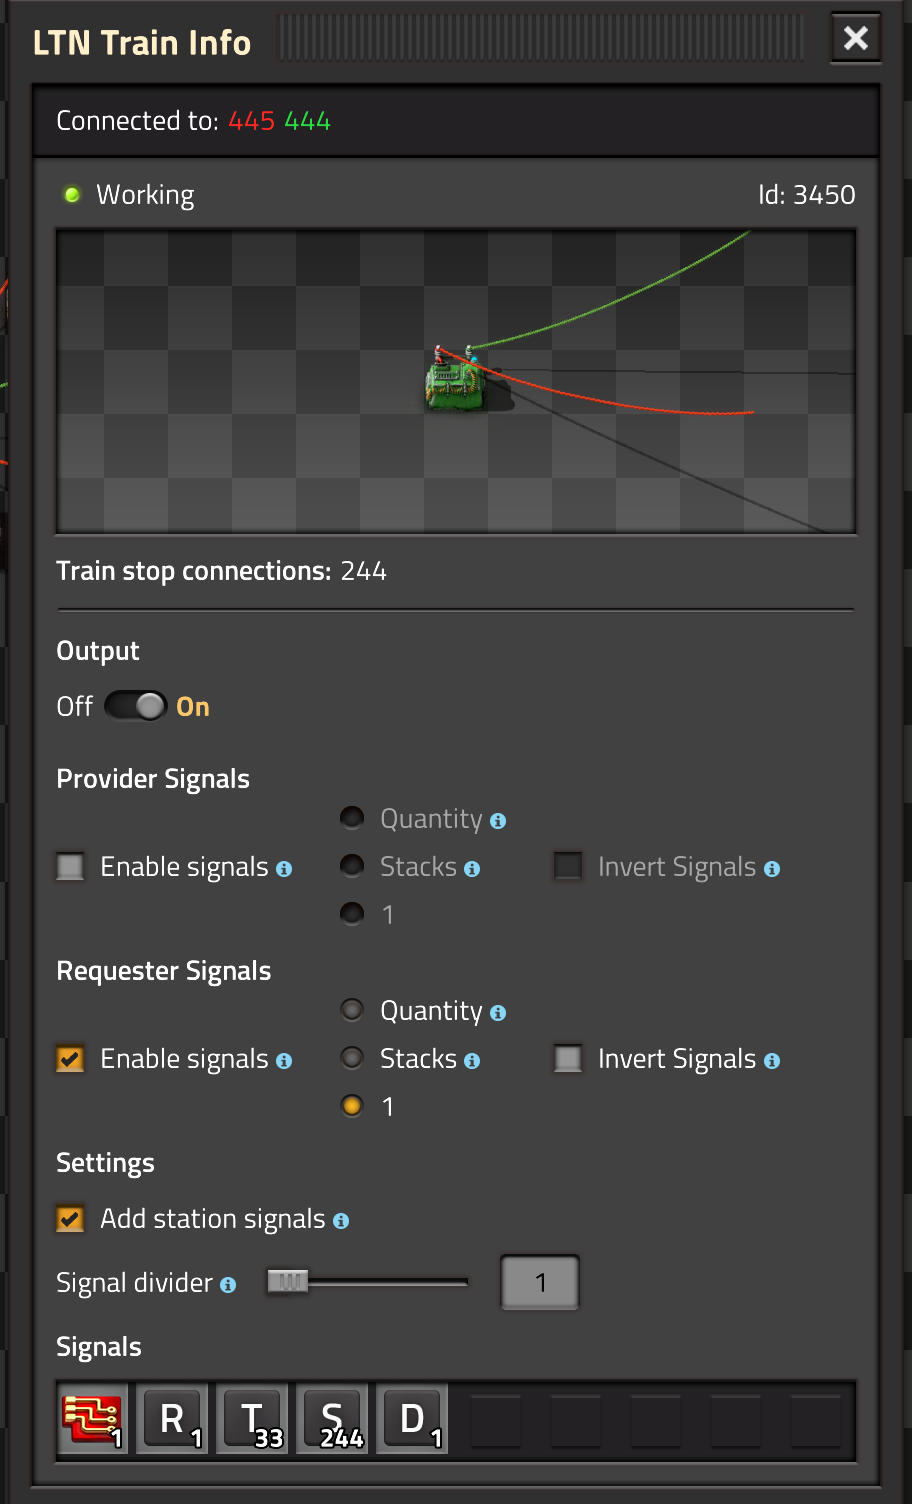 LTN Train Info
Connected to: 445 444
Working Id: 3450
Train stop connections: 244
Output
Off On
Provider Signals
Quantity
Enable signals Stacks Invert Signals
1
Requester Signals
Quantity
Enable signals Stacks Invert Signals
1
Settings
Add station signals
Signal divider 1
Signals
1 R 1 T 33 S 244 D 1